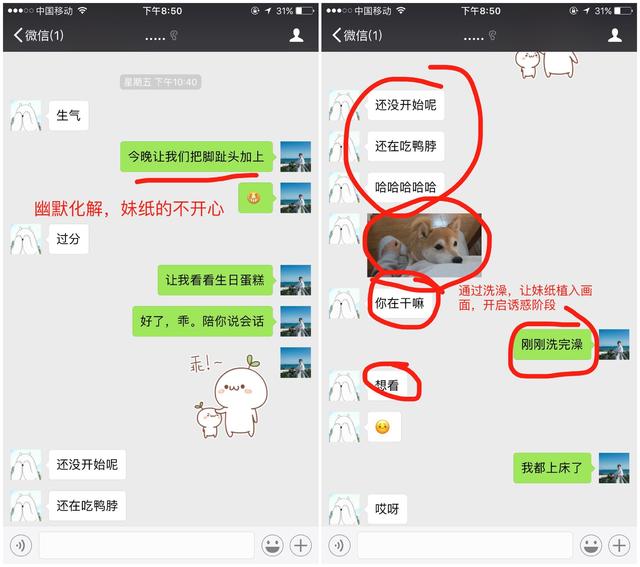 中国移动
下午8:50
31%
微信(1)
.....
星期五 下午10:40
生气
今晚让我们把脚趾头加上
幽默化解，妹纸的不开心
过分
让我看看生日蛋糕
好了，乖。陪你说会话
乖!~
还没开始呢
还在吃鸭脖
中国移动
下午8:50
31%
微信(1)
.....
还没开始呢
还在吃鸭脖
哈哈哈哈哈
你在干嘛
通过洗澡，让妹纸植入画
面，开启诱惑阶段
刚刚洗完澡
想看
我都上床了
哎呀